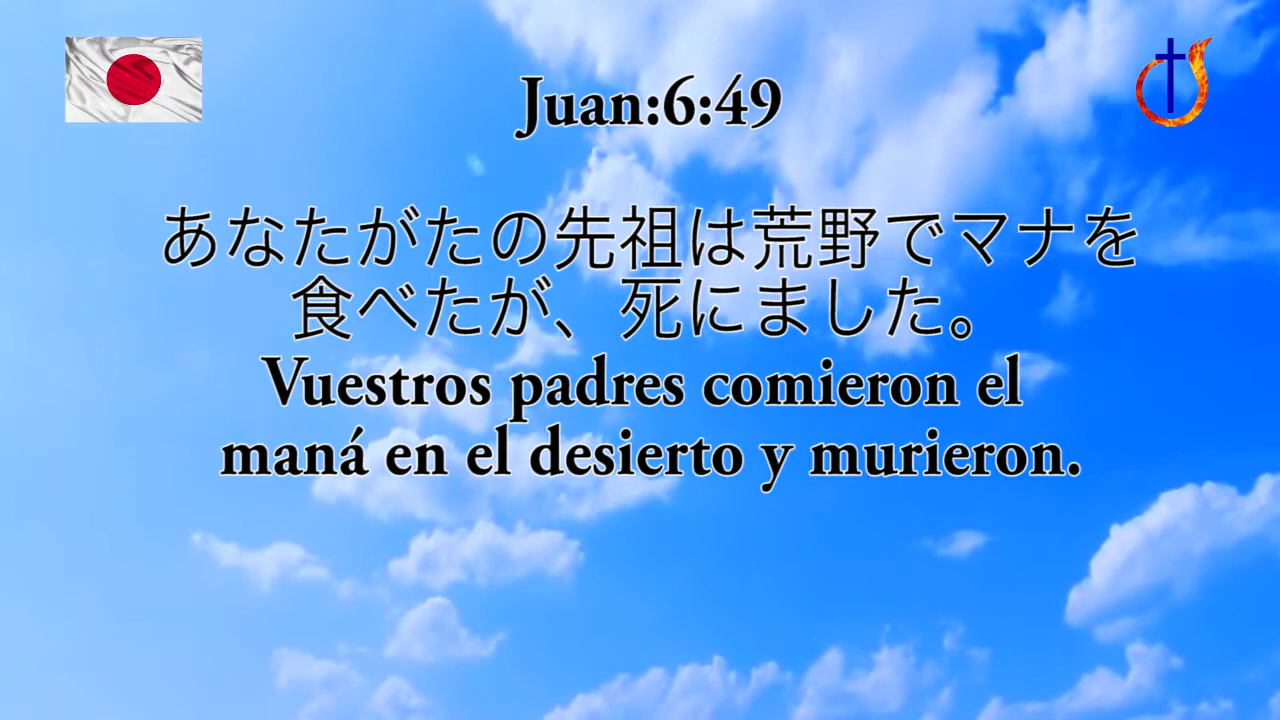 Juan:6:49
あなたがたの先祖は荒野でマナを
食べたが、死にました。
Vuestros padres comieron el
maná en el desierto y murieron.